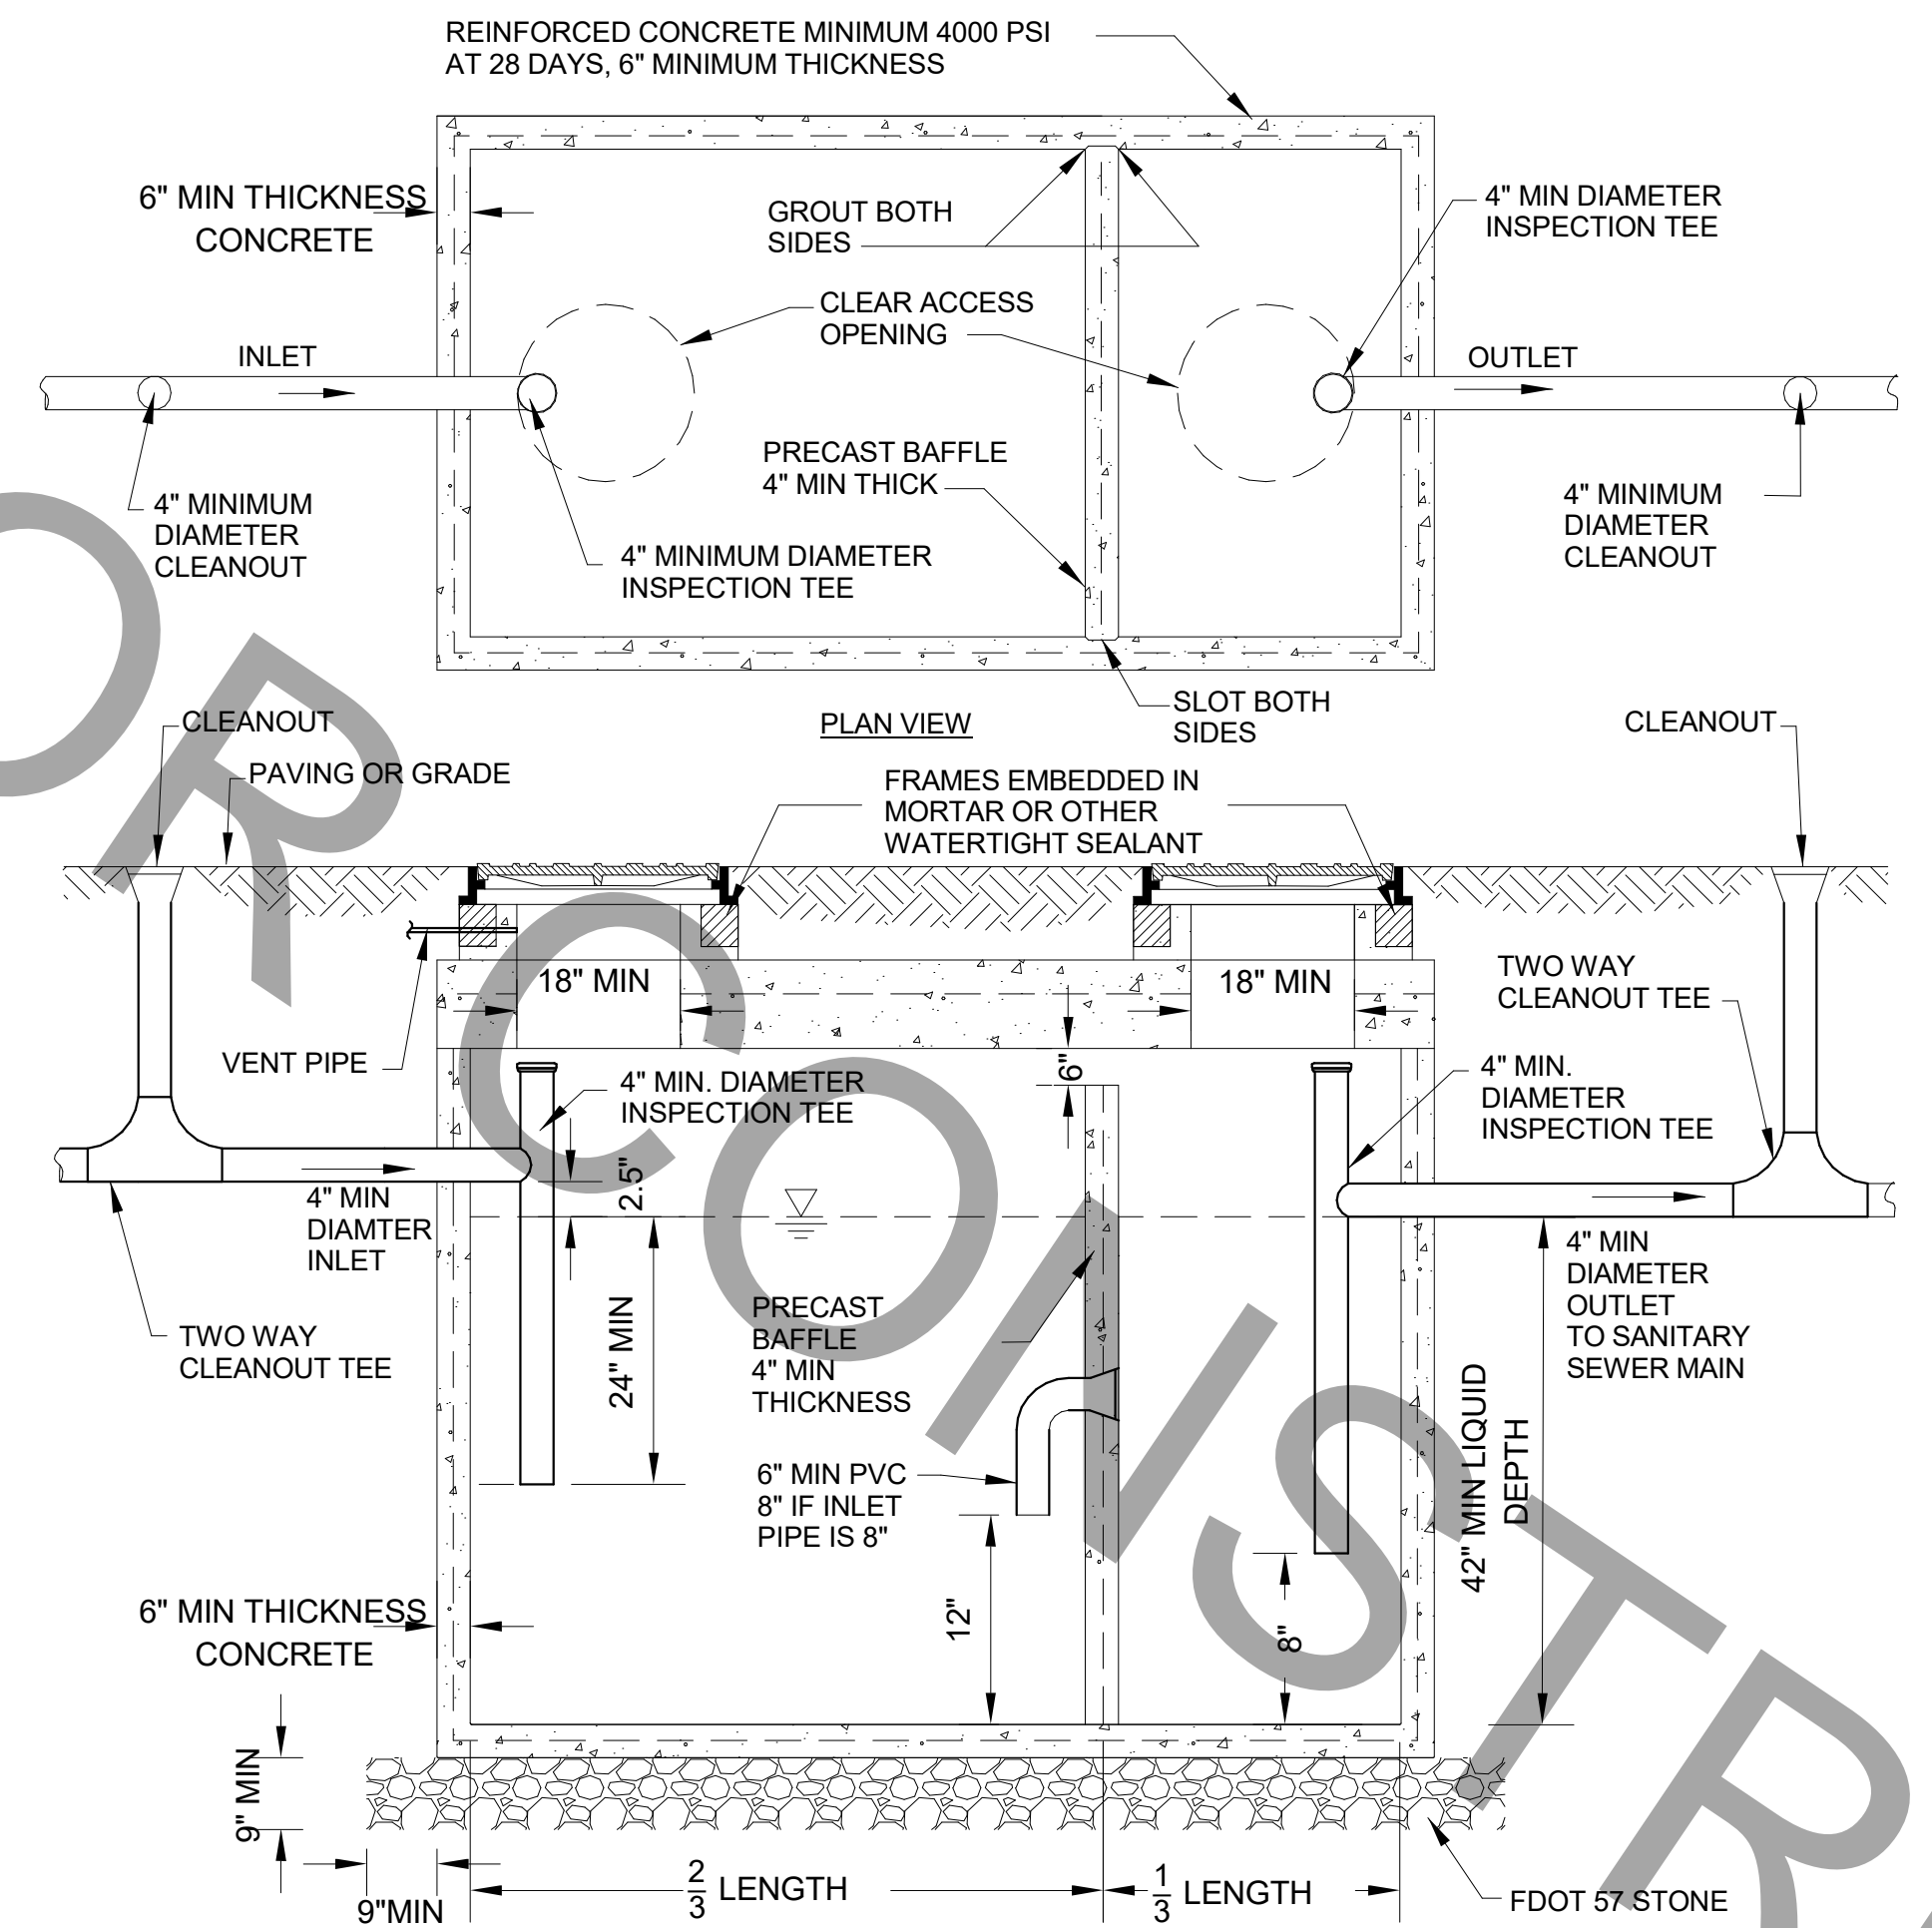 REINFORCED CONCRETE MINIMUM 4000 PSI
AT 28 DAYS, 6" MINIMUM THICKNESS
6" MIN THICKNESS
CONCRETE
GROUT BOTH
SIDES
4" MIN DIAMETER
INSPECTION TEE
CLEAR ACCESS
OPENING
INLET
OUTLET
PRECAST BAFFLE
4" MIN THICK
4" MINIMUM
DIAMETER
CLEANOUT
4" MINIMUM DIAMETER
INSPECTION TEE
4" MINIMUM
DIAMETER
CLEANOUT
SLOT BOTH
SIDES
PLAN VIEW
CLEANOUT
PAVING OR GRADE
FRAMES EMBEDDED IN
MORTAR OR OTHER
WATERTIGHT SEALANT
CLEANOUT
18" MIN
18" MIN
TWO WAY
CLEANOUT TEE
VENT PIPE
4" MIN. DIAMETER
INSPECTION TEE
6"
4" MIN.
DIAMETER
INSPECTION TEE
2.5"
4" MIN
DIAMTER
INLET
4" MIN
DIAMETER
OUTLET
TO SANITARY
SEWER MAIN
TWO WAY
CLEANOUT TEE
24" MIN
PRECAST
BAFFLE
4" MIN
THICKNESS
42" MIN LIQUID
DEPTH
6" MIN PVC
8" IF INLET
PIPE IS 8"
12"
8"
6" MIN THICKNESS
CONCRETE
9" MIN
9"MIN
2/3 LENGTH
1/3 LENGTH
FDOT 57 STONE
OR CONSTR